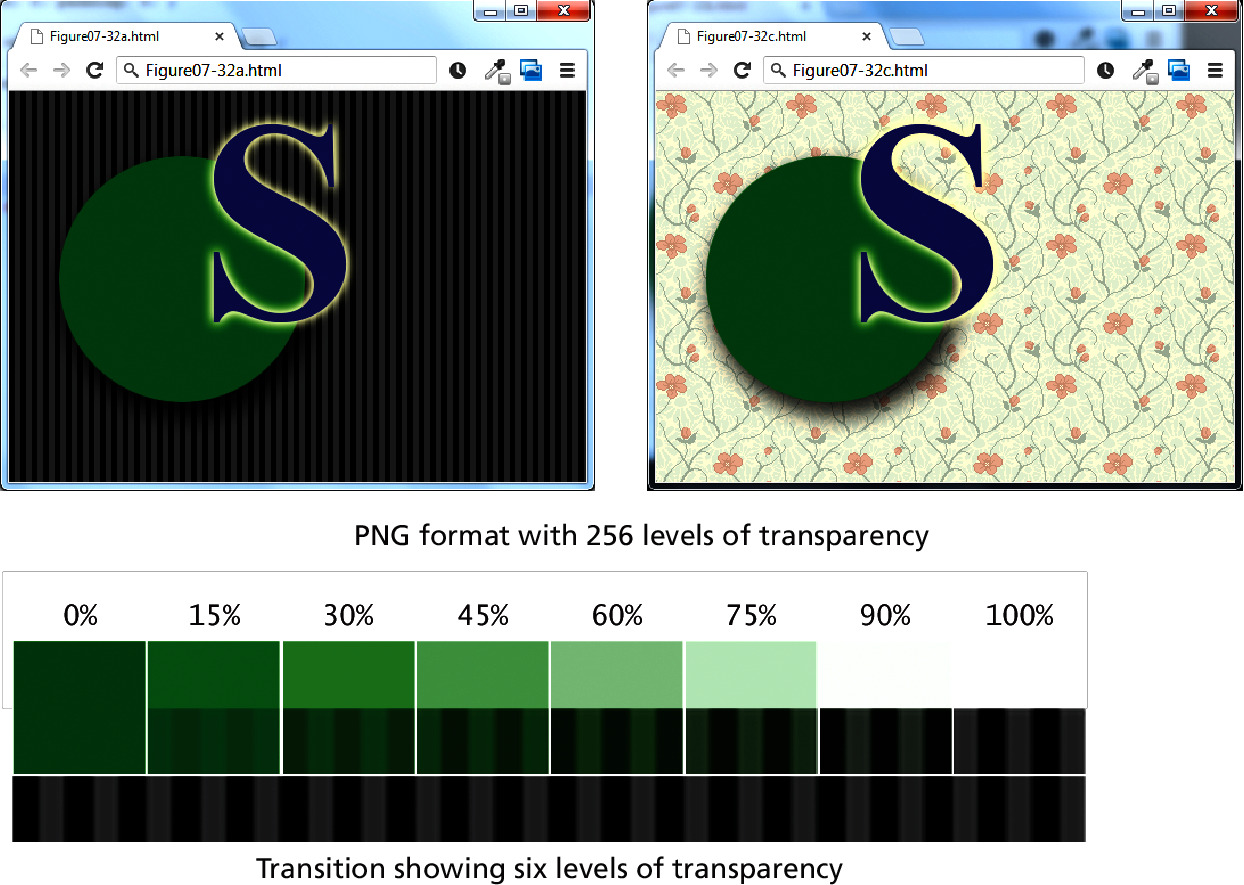 Figure07-32a.html
Figure07-32a.html
S
Figure07-32c.html
Figure07-32c.html
S
PNG format with 256 levels of transparency
0% 15% 30% 45% 60% 75% 90% 100%
Transition showing six levels of transparency